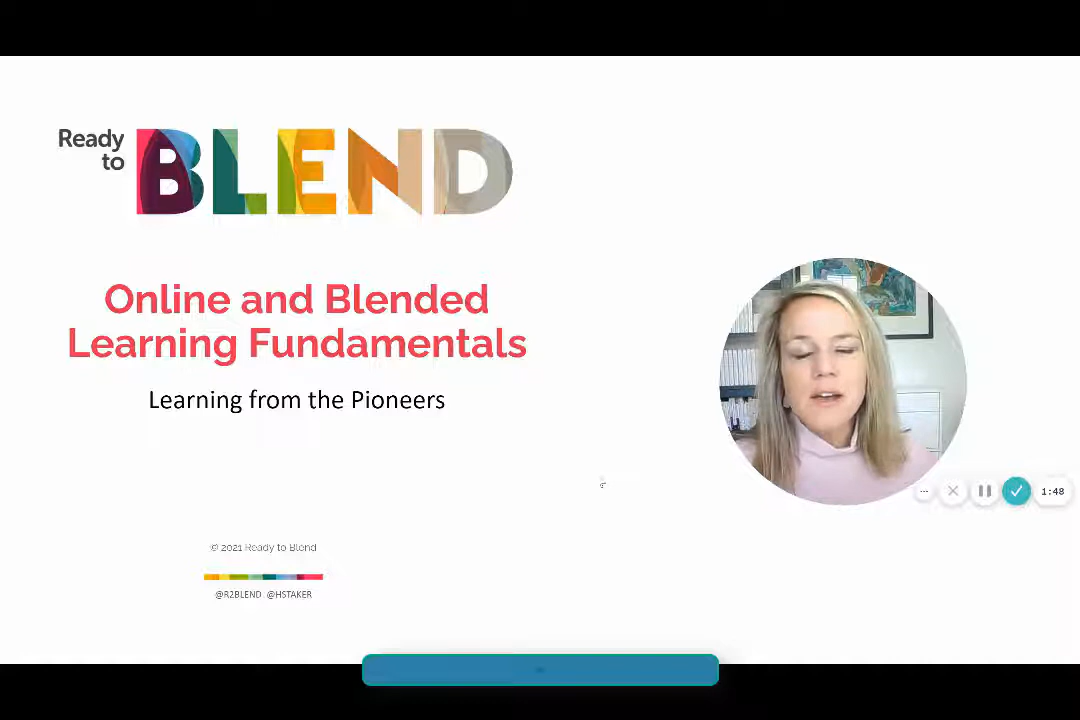 Ready
to
BLEND
Online and Blended
Learning Fundamentals
Learning from the Pioneers
1:48
© 2021 Ready to Blend
@R2BLEND @HSTAKER